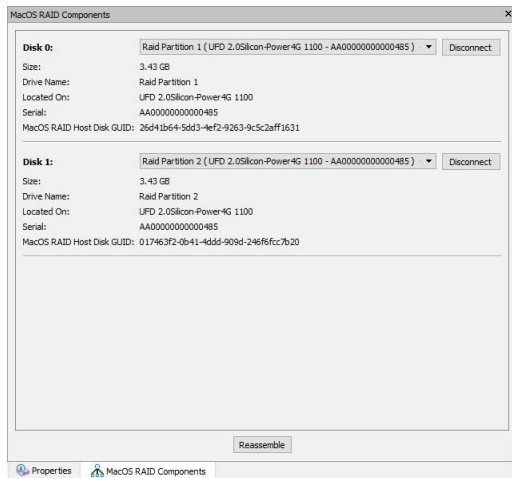 MacOS RAID Components
Disk 0: Raid Partition 1 ( UFD 2.0Silicon-Power4G 1100 - AA00000000000485 ) Disconnect
Size: 3.43 GB
Drive Name: Raid Partition 1
Located On: UFD 2.0Silicon-Power4G 1100
Serial: AA00000000000485
MacOS RAID Host Disk GUID: 26d41b64-5dd3-4ef2-9263-9c5c2aff1631
Disk 1: Raid Partition 2 ( UFD 2.0Silicon-Power4G 1100 - AA00000000000485 ) Disconnect
Size: 3.43 GB
Drive Name: Raid Partition 2
Located On: UFD 2.0Silicon-Power4G 1100
Serial: AA00000000000485
MacOS RAID Host Disk GUID: 017463f2-0b41-4ddd-909d-246f6fcc7b20
Reassemble
Properties MacOS RAID Components